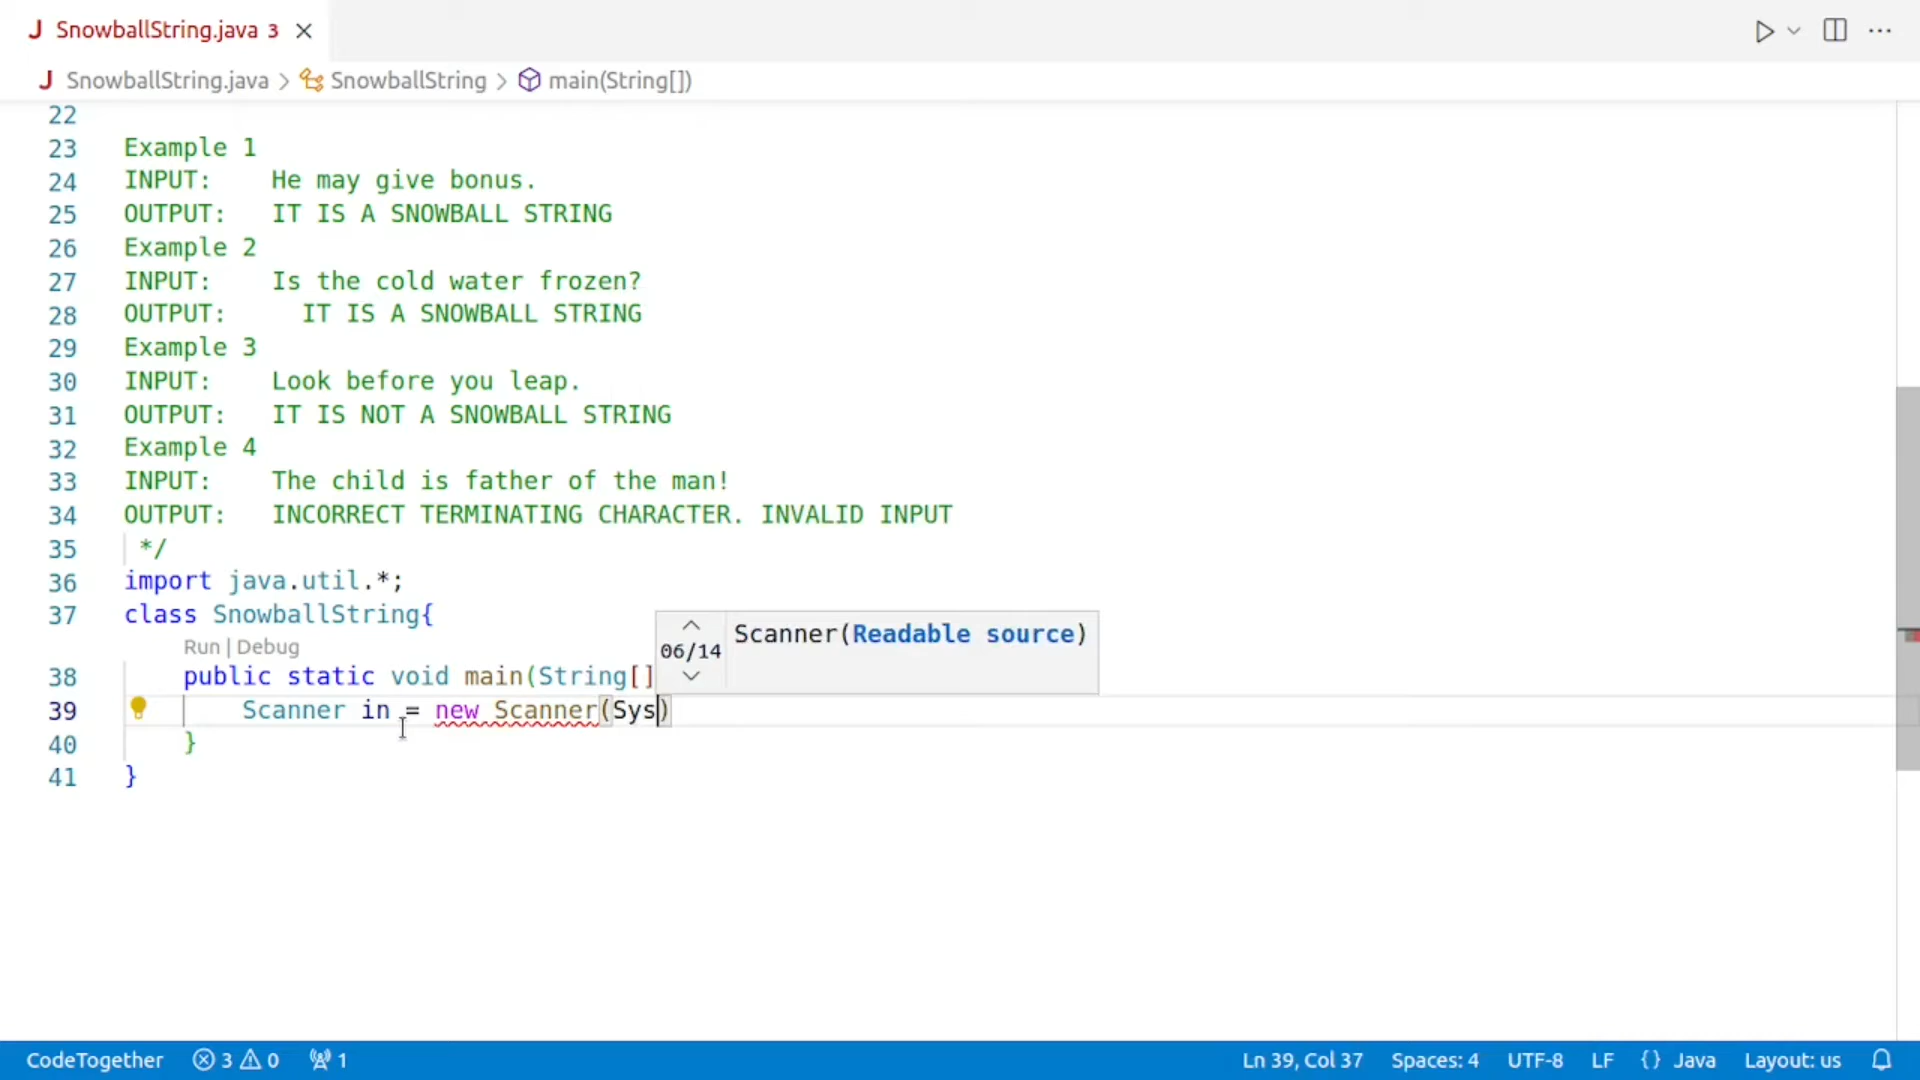 J SnowballString.java 3
J SnowballString.java > SnowballString > main(String[])
22
23 Example 1
24 INPUT:    He may give bonus.
25 OUTPUT:   IT IS A SNOWBALL STRING
26 Example 2
27 INPUT:    Is the cold water frozen?
28 OUTPUT:     IT IS A SNOWBALL STRING
29 Example 3
30 INPUT:    Look before you leap.
31 OUTPUT:   IT IS NOT A SNOWBALL STRING
32 Example 4
33 INPUT:    The child is father of the man!
34 OUTPUT:   INCORRECT TERMINATING CHARACTER. INVALID INPUT
35  */
36 import java.util.*;
37 class SnowballString{
Run | Debug
06/14 Scanner(Readable source)
38     public static void main(String[]
39         Scanner in = new Scanner(Sys)
40     }
41 }
CodeTogether 3 0 1 Ln 39, Col 37 Spaces: 4 UTF-8 LF {} Java Layout: us